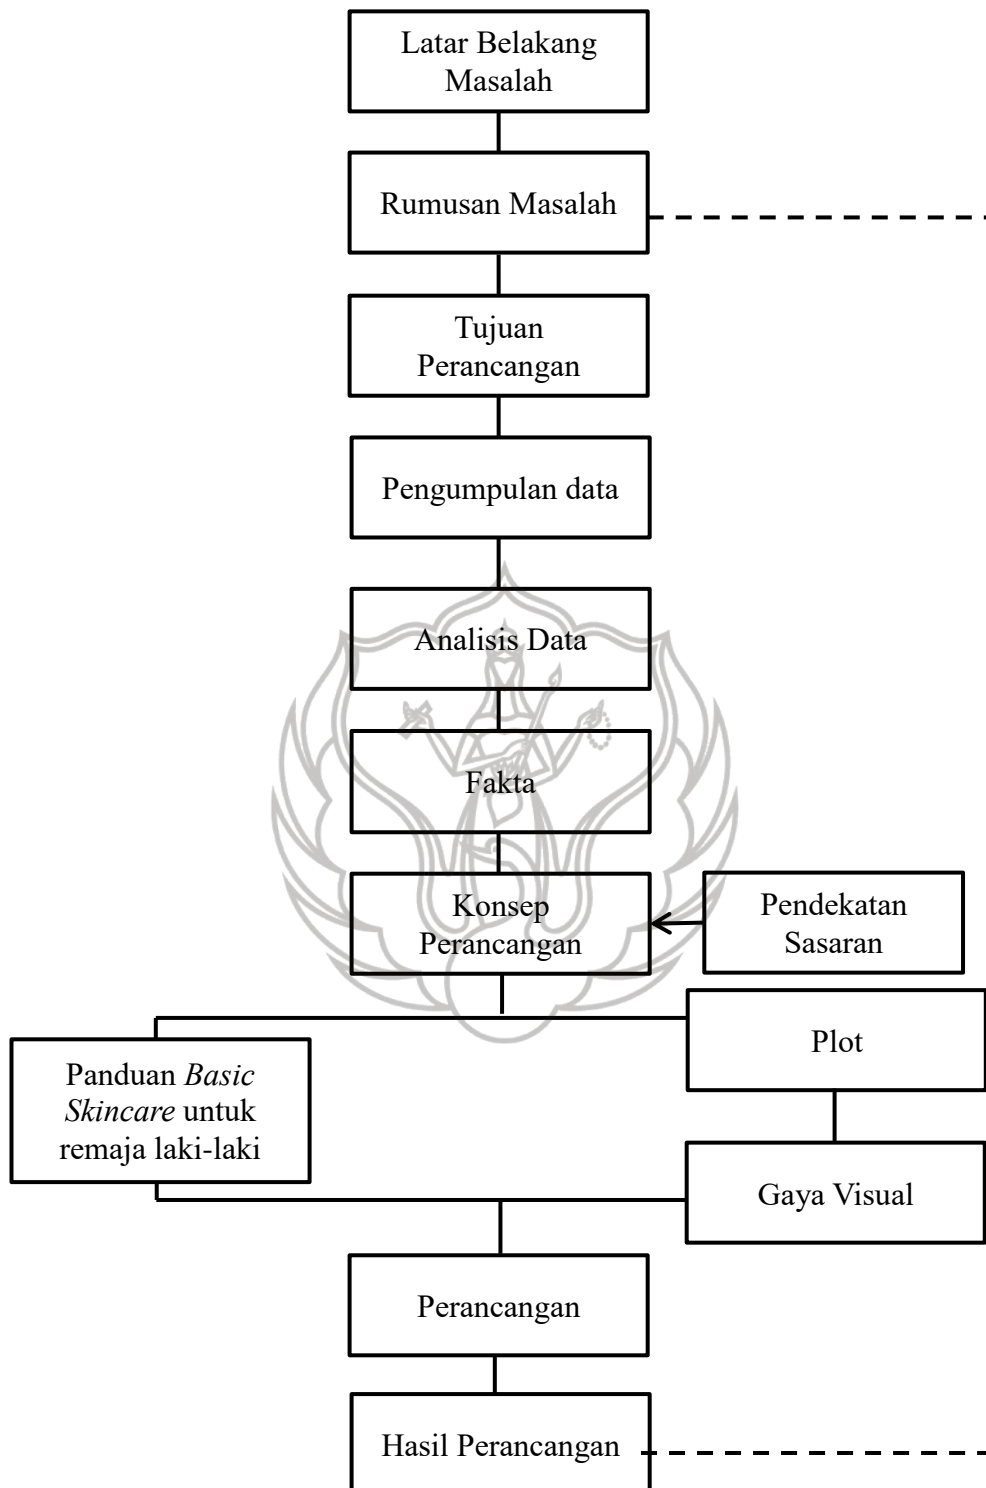 Latar Belakang
Masalah
Rumusan Masalah
Tujuan
Perancangan
Pengumpulan data
Analisis Data
Fakta
Konsep
Perancangan
Pendekatan
Sasaran
Plot
Panduan Basic
Skincare untuk
remaja laki-laki
Gaya Visual
Perancangan
Hasil Perancangan